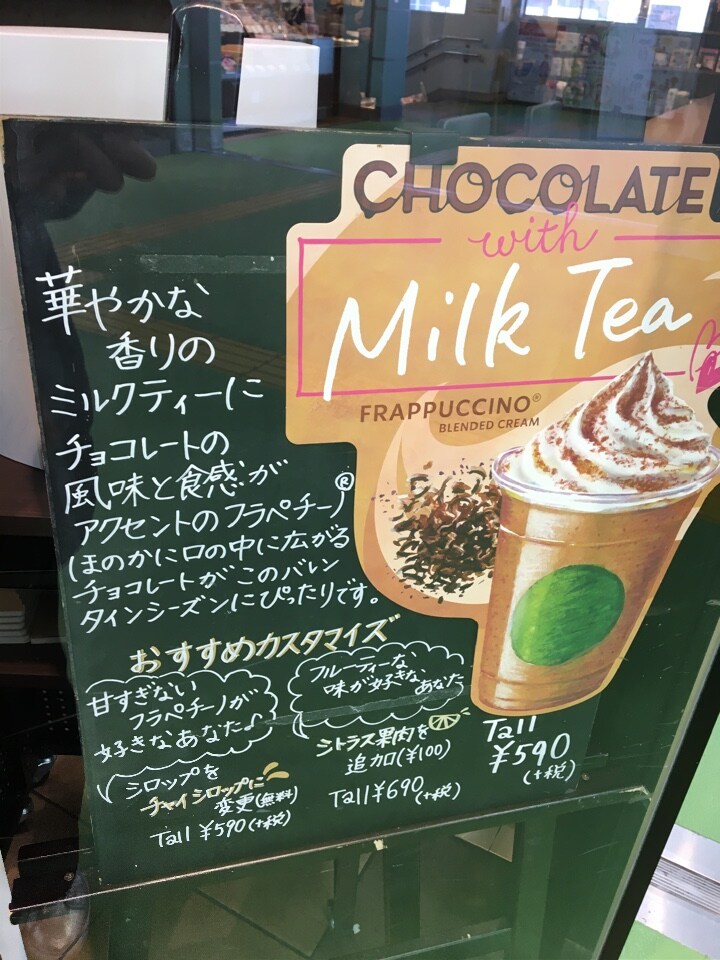 CHOCOLATE
with
Milk Tea
FRAPPUCCINO®
BLENDED CREAM
華やかな
香りの
ミルクティーに
チョコレートの
風味と食感が
アクセントのフラペチーノ®
ほのかに口の中に広がる
チョコレートがこのバレン
タインシーズンにぴったりです。
おすすめカスタマイズ
甘すぎない
フラペチーノが
好きなあなた♪
シロップを
チャイシロップに
変更(無料)
Tall ¥590(+税)
フルーティーな
味が好きな
あなた
シトラス果肉を
追加(¥100)
Tall ¥690(+税)
Tall
¥590
(+税)